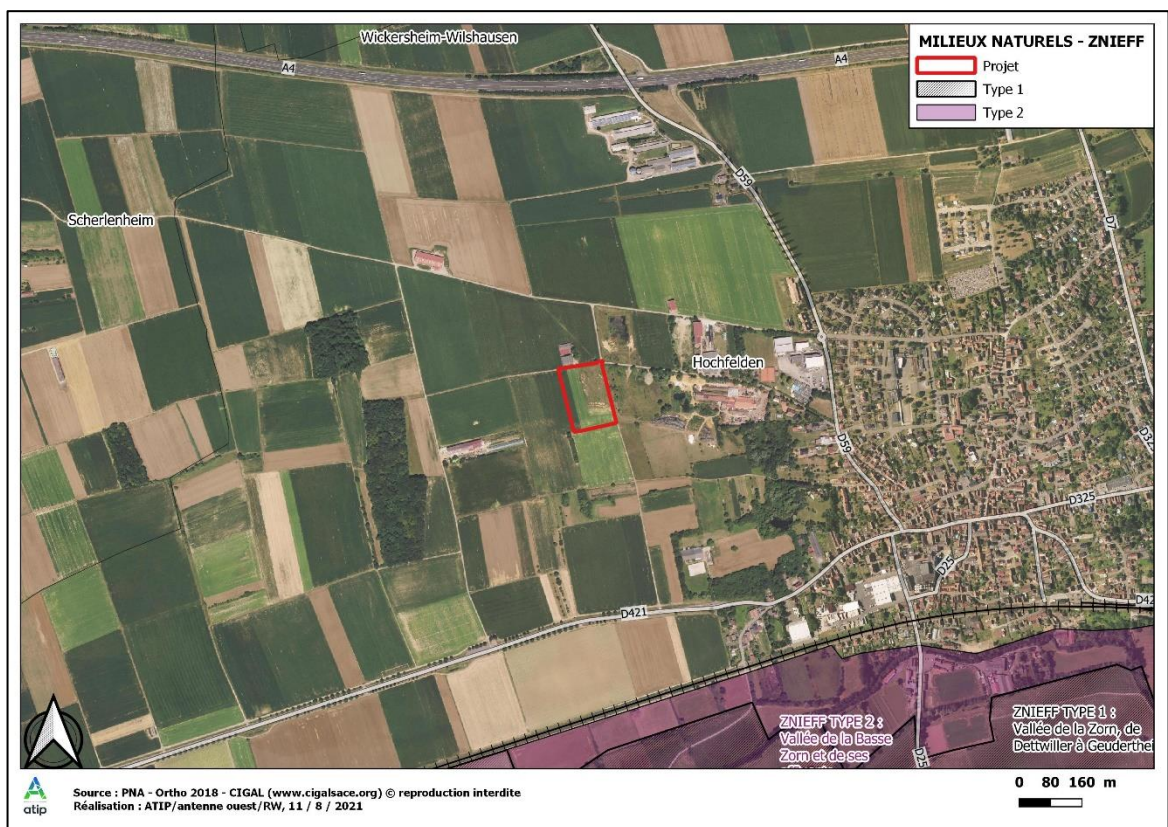 Wickersheim-Wilshausen
MILIEUX NATURELS - ZNIEFF
Projet
Type 1
Type 2
A4
A4
D59
D7
Scherlenheim
Hochfelden
D59
D32
D325
D25
D421
D42
ZNIEFF TYPE 2 :
Vallée de la Basse
Zorn et de ses
ZNIEFF TYPE 1 :
Vallée de la Zorn, de
Dettwiller à Geuderthei
D25
0 80 160 m
atip
Source : PNA - Ortho 2018 - CIGAL (www.cigalsace.org) © reproduction interdite
Réalisation : ATIP/antenne ouest/RW, 11 / 8 / 2021